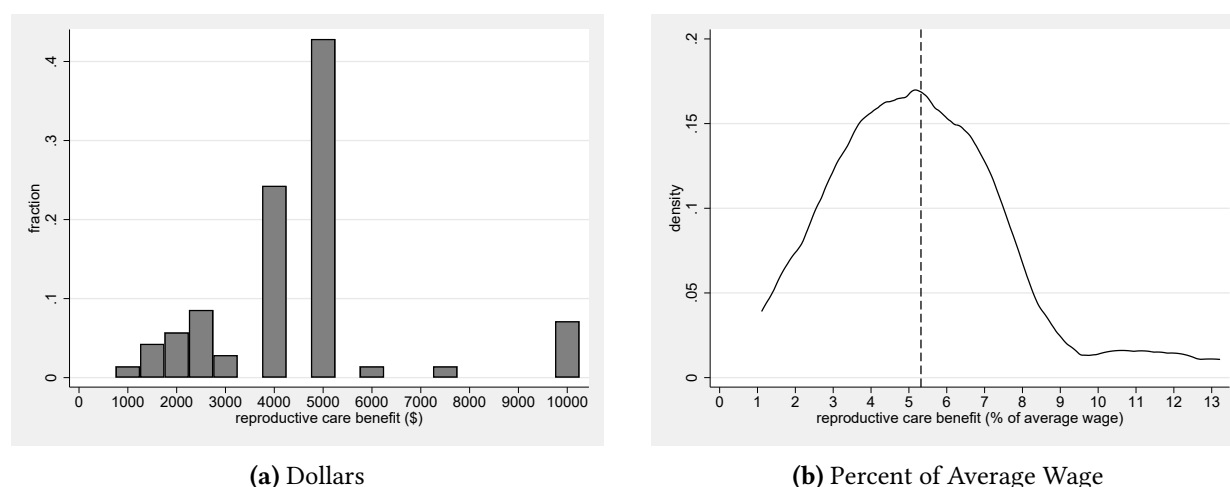 .4
.3
.2
.1
0
fraction
0 1000 2000 3000 4000 5000 6000 7000 8000 9000 10000
reproductive care benefit ($)
(a) Dollars
.2
.15
.1
.05
0
density
0 1 2 3 4 5 6 7 8 9 10 11 12 13
reproductive care benefit (% of average wage)
(b) Percent of Average Wage